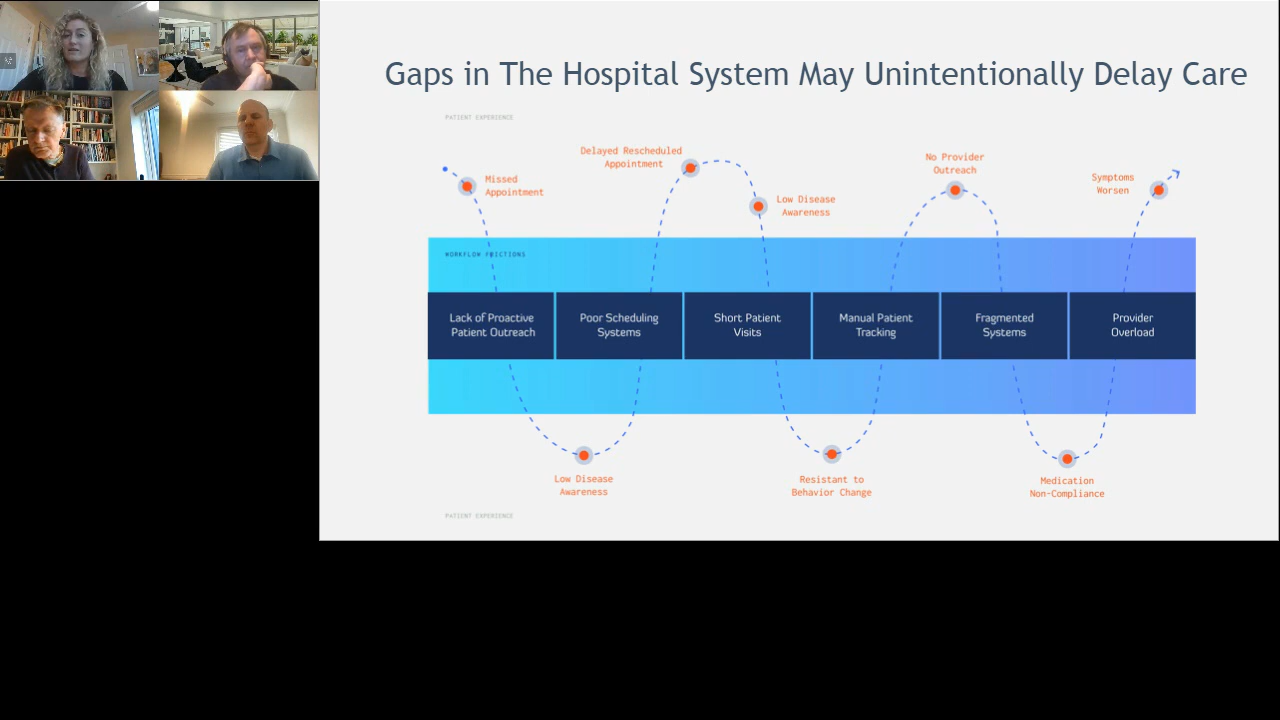 Gaps in The Hospital System May Unintentionally Delay Care
PATIENT EXPERIENCE
Missed
Appointment
Delayed Rescheduled
Appointment
Low Disease
Awareness
No Provider
Outreach
Symptoms
Worsen
WORKFLOW FRICTIONS
Lack of Proactive
Patient Outreach
Poor Scheduling
Systems
Short Patient
Visits
Manual Patient
Tracking
Fragmented
Systems
Provider
Overload
Low Disease
Awareness
Resistant to
Behavior Change
Medication
Non-Compliance
PATIENT EXPERIENCE